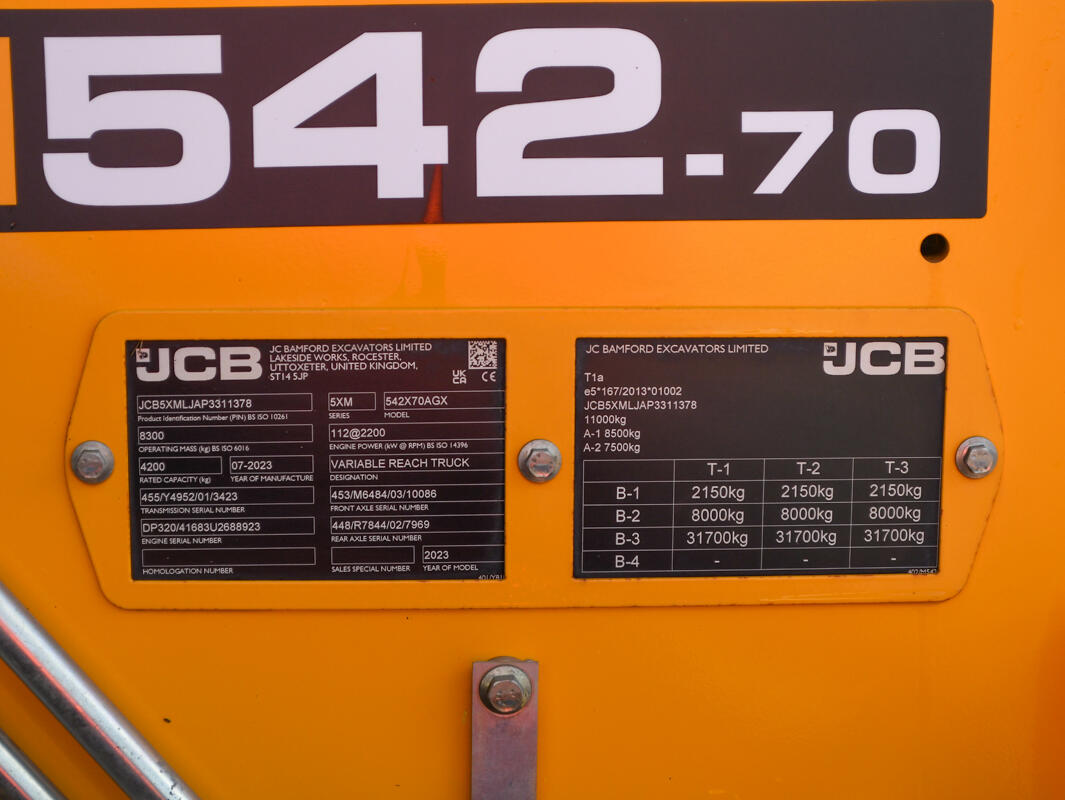 542-70
JCB
JC BAMFORD EXCAVATORS LIMITED
LAKESIDE WORKS, ROCESTER,
UTTOXETER, UNITED KINGDOM,
ST14 5JP
UK
CA
CE
JCB5XMLJAP3311378
Product Identification Number (PIN) BS ISO 10261
5XM
SERIES
542X70AGX
MODEL
8300
OPERATING MASS (kg) BS ISO 6016
112@2200
ENGINE POWER (kW @ RPM) BS ISO 14396
4200
RATED CAPACITY (kg)
07-2023
YEAR OF MANUFACTURE
VARIABLE REACH TRUCK
DESIGNATION
455/Y4952/01/3423
TRANSMISSION SERIAL NUMBER
453/M6484/03/10086
FRONT AXLE SERIAL NUMBER
DP320/41683U2688923
ENGINE SERIAL NUMBER
448/R7844/02/7969
REAR AXLE SERIAL NUMBER
HOMOLOGATION NUMBER
SALES SPECIAL NUMBER
2023
YEAR OF MODEL
JC BAMFORD EXCAVATORS LIMITED
JCB
T1a
e5*167/2013*01002
JCB5XMLJAP3311378
11000kg
A-1 8500kg
A-2 7500kg
T-1 T-2 T-3
B-1 2150kg 2150kg 2150kg
B-2 8000kg 8000kg 8000kg
B-3 31700kg 31700kg 31700kg
B-4 - - -